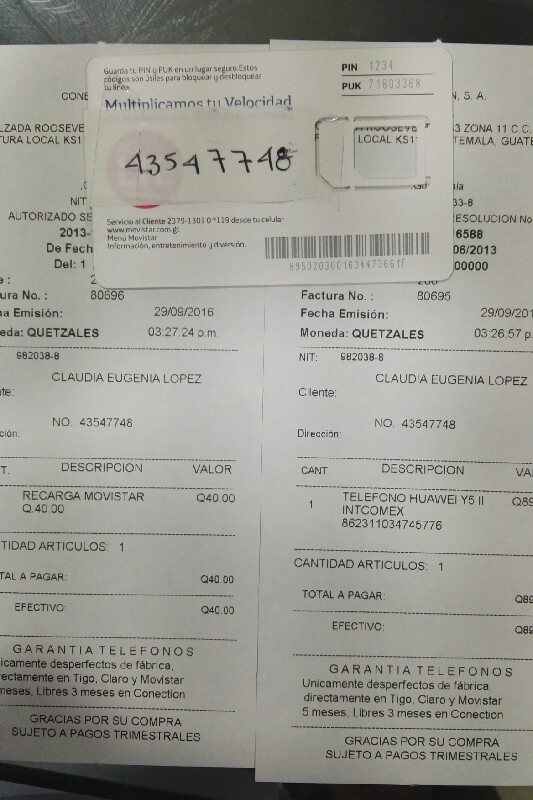 Guarda tu PIN y PUK en un lugar seguro. Estos
códigos son útiles para bloquear y desbloquear
tu línea.
Multiplicamos tu Velocidad
PIN 1234
PUK 71803368
43547748
LOCAL KS1
Servicio al Cliente 2379-1301 0 *119 desde tu celular
www.movistar.com.gt
Menú Movistar
Información, entretenimiento y diversión.
8950203001634473661F
CONE
LZADA ROOSEVE
TURA LOCAL KS1
NIT
AUTORIZADO SE
2013-
De Fech
Del: 1
ura No. : 80696
ha Emisión: 29/09/2016
neda: QUETZALES 03:27:24 p.m.
982038-8
CLAUDIA EUGENIA LOPEZ
nte:
NO. 43547748
ción:
T. DESCRIPCION VALOR
RECARGA MOVISTAR Q40.00
Q.40.00
TIDAD ARTICULOS: 1
TAL A PAGAR: Q40.00
EFECTIVO: Q40.00
GARANTIA TELEFONOS
nicamente desperfectos de fábrica,
rectamente en Tigo, Claro y Movistar
meses, Libres 3 meses en Conection
GRACIAS POR SU COMPRA
SUJETO A PAGOS TRIMESTRALES
N, S. A.
3 ZONA 11 C.C.
TEMALA, GUATE
33-8
RESOLUCION No
6588
06/2013
00000
Factura No. : 80695
Fecha Emisión: 29/09/201
Moneda: QUETZALES 03:26:57 p.
NIT: 982038-8
CLAUDIA EUGENIA LOPEZ
Cliente:
NO. 43547748
Dirección:
CANT DESCRIPCION VA
1 TELEFONO HUAWEI Y5 II Q89
INTCOMEX
862311034745776
CANTIDAD ARTICULOS: 1
TOTAL A PAGAR: Q89
EFECTIVO: Q89
GARANTIA TELEFONOS
Unicamente desperfectos de fábrica,
directamente en Tigo, Claro y Movistar
5 meses, Libres 3 meses en Conection
GRACIAS POR SU COMPRA
SUJETO A PAGOS TRIMESTRALES